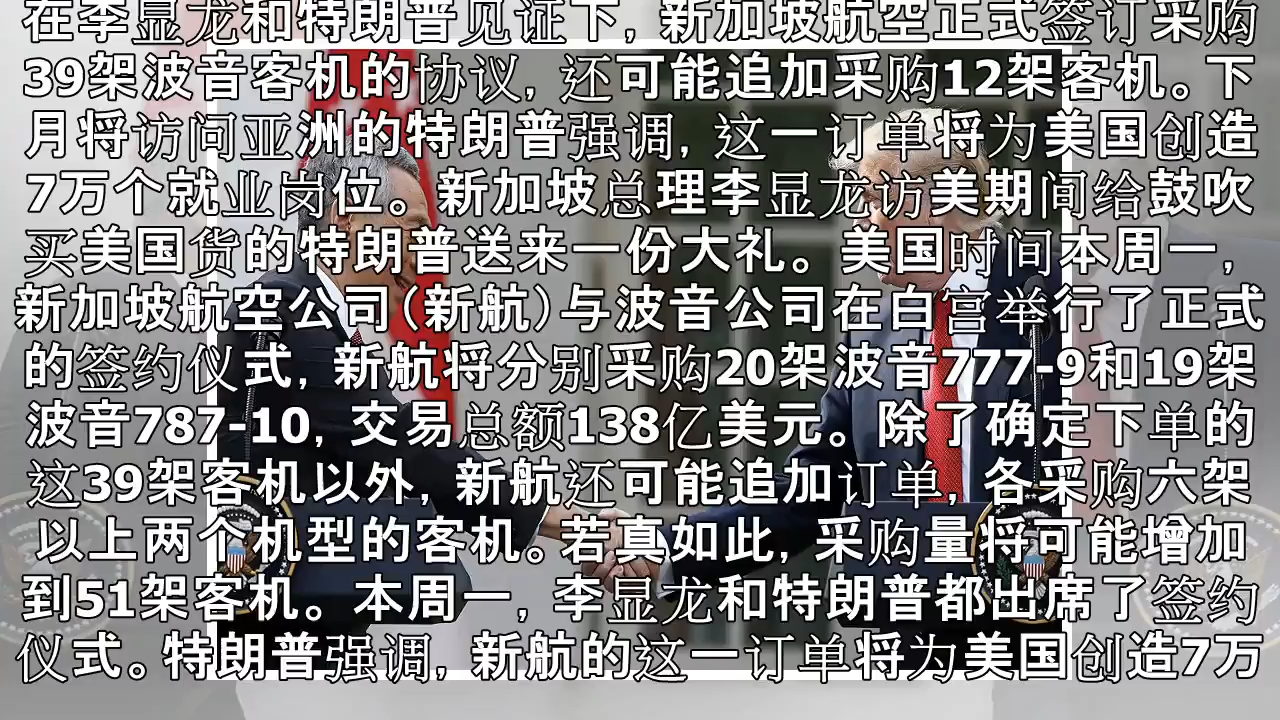 在李显龙和特朗普见证下，新加坡航空正式签订采购
39架波音客机的协议，还可能追加采购12架客机。下
月将访问亚洲的特朗普强调，这一订单将为美国创造
7万个就业岗位。新加坡总理李显龙访美期间给鼓吹
买美国货的特朗普送来一份大礼。美国时间本周一，
新加坡航空公司（新航）与波音公司在白宫举行了正式
的签约仪式，新航将分别采购20架波音777-9和19架
波音787-10，交易总额138亿美元。除了确定下单的
这39架客机以外，新航还可能追加订单，各采购六架
以上两个机型的客机。若真如此，采购量将可能增加
到51架客机。本周一，李显龙和特朗普都出席了签约
仪式。特朗普强调，新航的这一订单将为美国创造7万